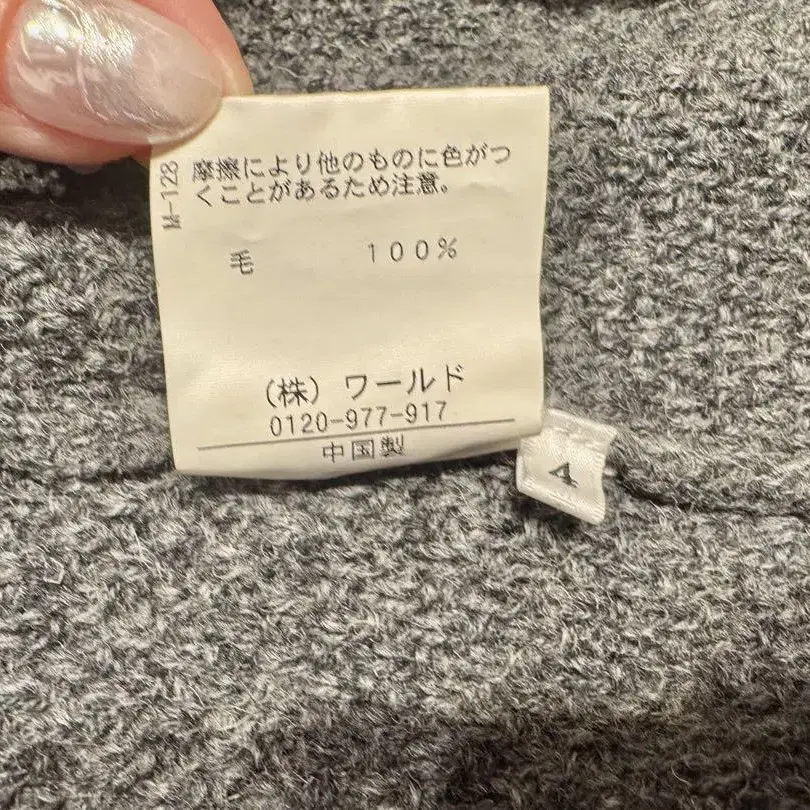 M-128
摩擦により他のものに色がつ
くことがあるため注意。
毛 100%
(株) ワールド
0120-977-917
中国製
4